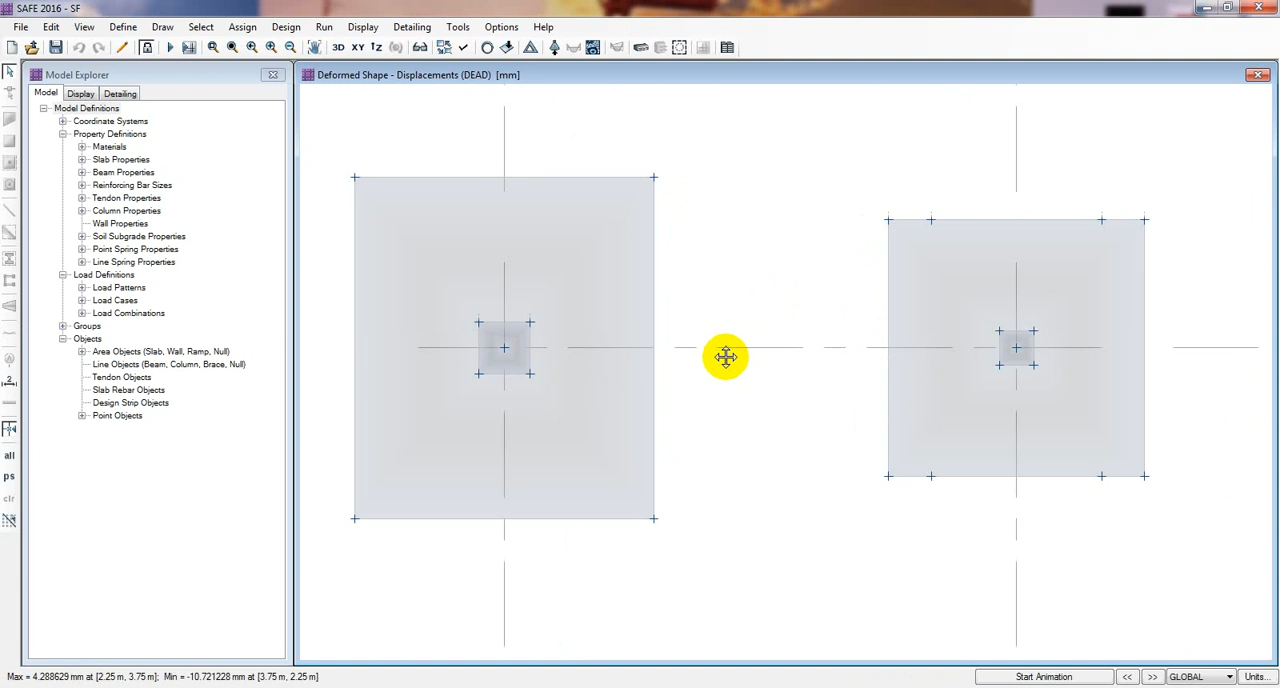 SAFE 2016 - SF
File Edit View Define Draw Select Assign Design Run Display Detailing Tools Options Help
3D XY
Model Explorer
Model Display Detailing
Model Definitions
Coordinate Systems
Property Definitions
Materials
Slab Properties
Beam Properties
Reinforcing Bar Sizes
Tendon Properties
Column Properties
Wall Properties
Soil Subgrade Properties
Point Spring Properties
Line Spring Properties
Load Definitions
Load Patterns
Load Cases
Load Combinations
Groups
Objects
Area Objects (Slab, Wall, Ramp, Null)
Line Objects (Beam, Column, Brace, Null)
Tendon Objects
Slab Rebar Objects
Design Strip Objects
Point Objects
Deformed Shape - Displacements (DEAD) [mm]
all
ps
clr
Max = 4.288629 mm at [2.25 m, 3.75 m]; Min = -10.721228 mm at [3.75 m, 2.25 m]
Start Animation << >> GLOBAL Units...